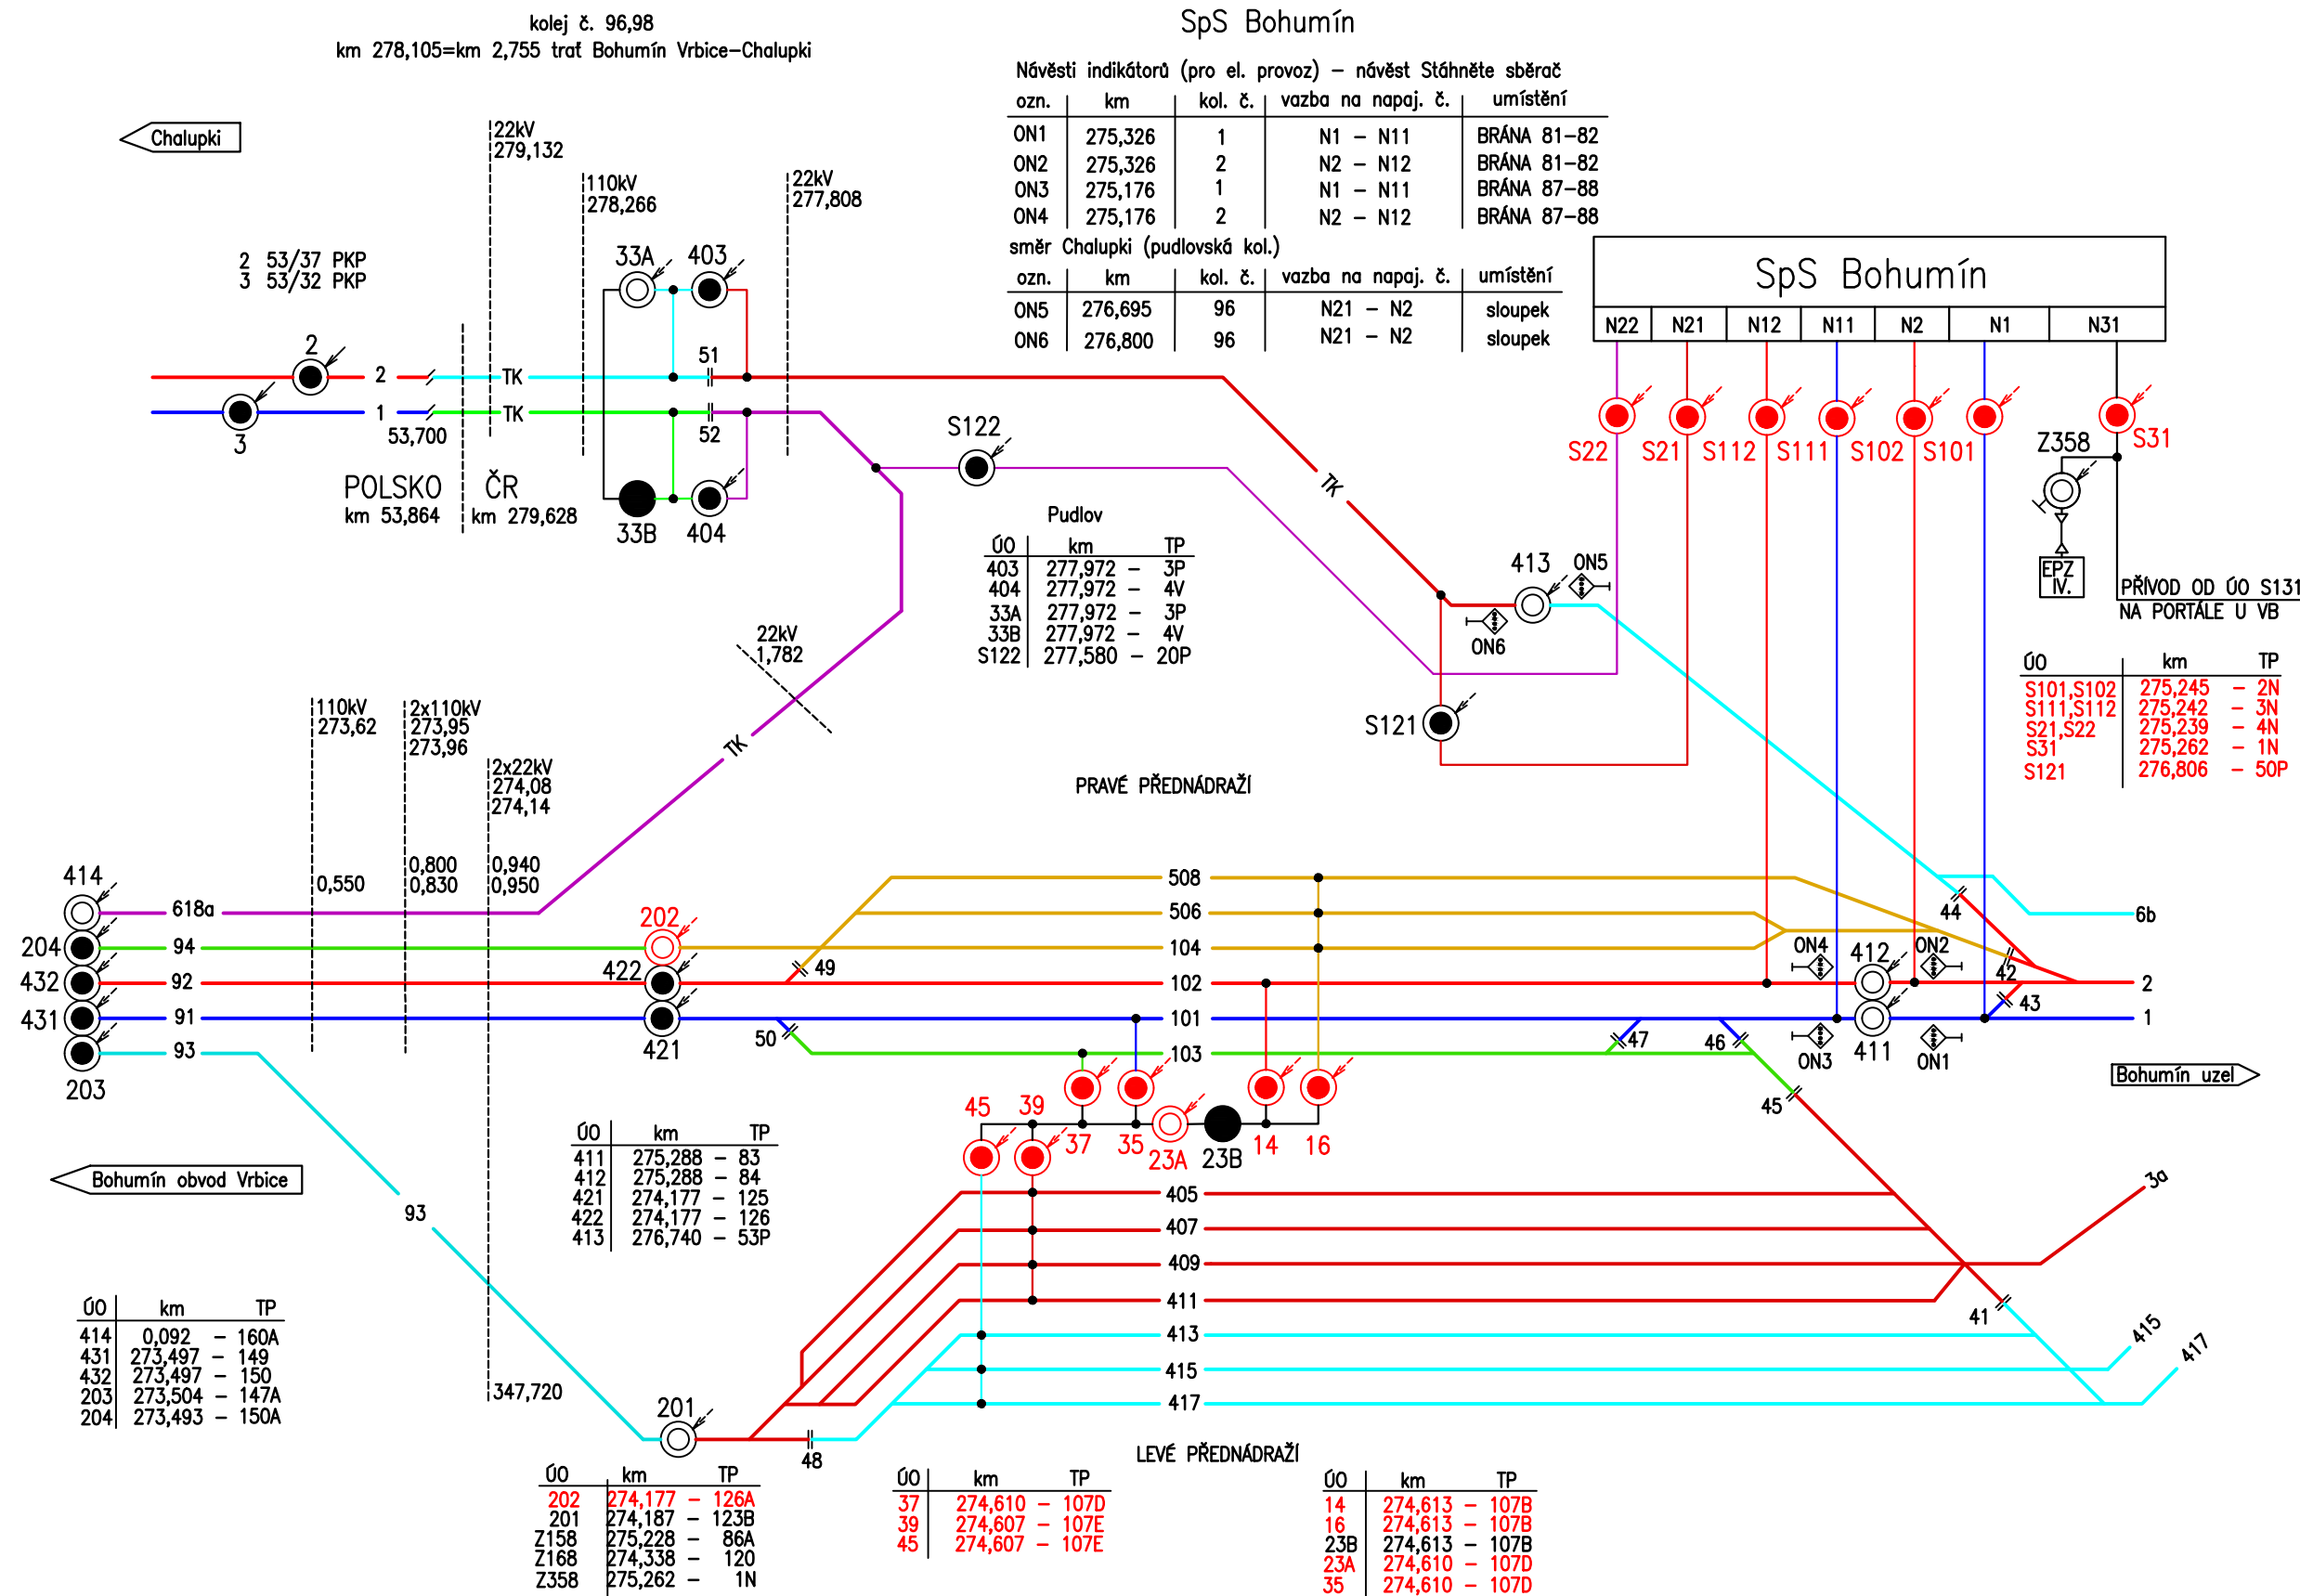 kolej č. 96,98
km 278,105=km 2,755 trať Bohumín Vrbice-Chalupki
SpS Bohumín
Návěsti indikátorů (pro el. provoz) – návěst Stáhněte sběrač
ozn. km kol. č. vazba na napaj. č. umístění
ON1 275,326 1 N1 – N11 BRÁNA 81-82
ON2 275,326 2 N2 – N12 BRÁNA 81-82
ON3 275,176 1 N1 – N11 BRÁNA 87-88
ON4 275,176 2 N2 – N12 BRÁNA 87-88
směr Chalupki (pudlovská kol.)
ozn. km kol. č. vazba na napaj. č. umístění
ON5 276,695 96 N21 – N2 sloupek
ON6 276,800 96 N21 – N2 sloupek
Chalupki
22kV
279,132
110kV
278,266
22kV
277,808
2 53/37 PKP
3 53/32 PKP
33A 403
SpS Bohumín
N22 N21 N12 N11 N2 N1 N31
2
2 TK 51
1 TK 52
3
53,700
POLSKO ČR
km 53,864 km 279,628
33B 404
S122
TK
S22 S21 S112 S111 S102 S101 S31
Z358
EPZ
IV.
PŘÍVOD OD ÚO S131
NA PORTÁLE U VB
Pudlov
ÚO km TP
403 277,972 – 3P
404 277,972 – 4V
33A 277,972 – 3P
33B 277,972 – 4V
S122 277,580 – 20P
413 ON5
ON6
S121
22kV
1,782
TK
ÚO km TP
S101,S102 275,245 – 2N
S111,S112 275,242 – 3N
S21,S22 275,239 – 4N
S31 275,262 – 1N
S121 276,806 – 50P
110kV
273,62
2x110kV
273,95
273,96
2x22kV
274,08
274,14
PRAVÉ PŘEDNÁDRAŽÍ
0,550
0,800
0,830
0,940
0,950
414 618a
204 94
432 92
431 91
93
203
202
422
421
49
50
508
506
104
102
101
103
44
6b
ON4 412 ON2
42
2
43
1
47 46
ON3 411 ON1
45
Bohumín uzel
45 39 37 35 23A 23B 14 16
ÚO km TP
411 275,288 – 83
412 275,288 – 84
421 274,177 – 125
422 274,177 – 126
413 276,740 – 53P
Bohumín obvod Vrbice
93
405
407
409
411
413
415
417
3a
41
415
417
ÚO km TP
414 0,092 – 160A
431 273,497 – 149
432 273,497 – 150
203 273,504 – 147A
204 273,493 – 150A
347,720
201
48
LEVÉ PŘEDNÁDRAŽÍ
ÚO km TP
202 274,177 – 126A
201 274,187 – 123B
Z158 275,228 – 86A
Z168 274,338 – 120
Z358 275,262 – 1N
ÚO km TP
37 274,610 – 107D
39 274,607 – 107E
45 274,607 – 107E
ÚO km TP
14 274,613 – 107B
16 274,613 – 107B
23B 274,613 – 107B
23A 274,610 – 107D
35 274,610 – 107D